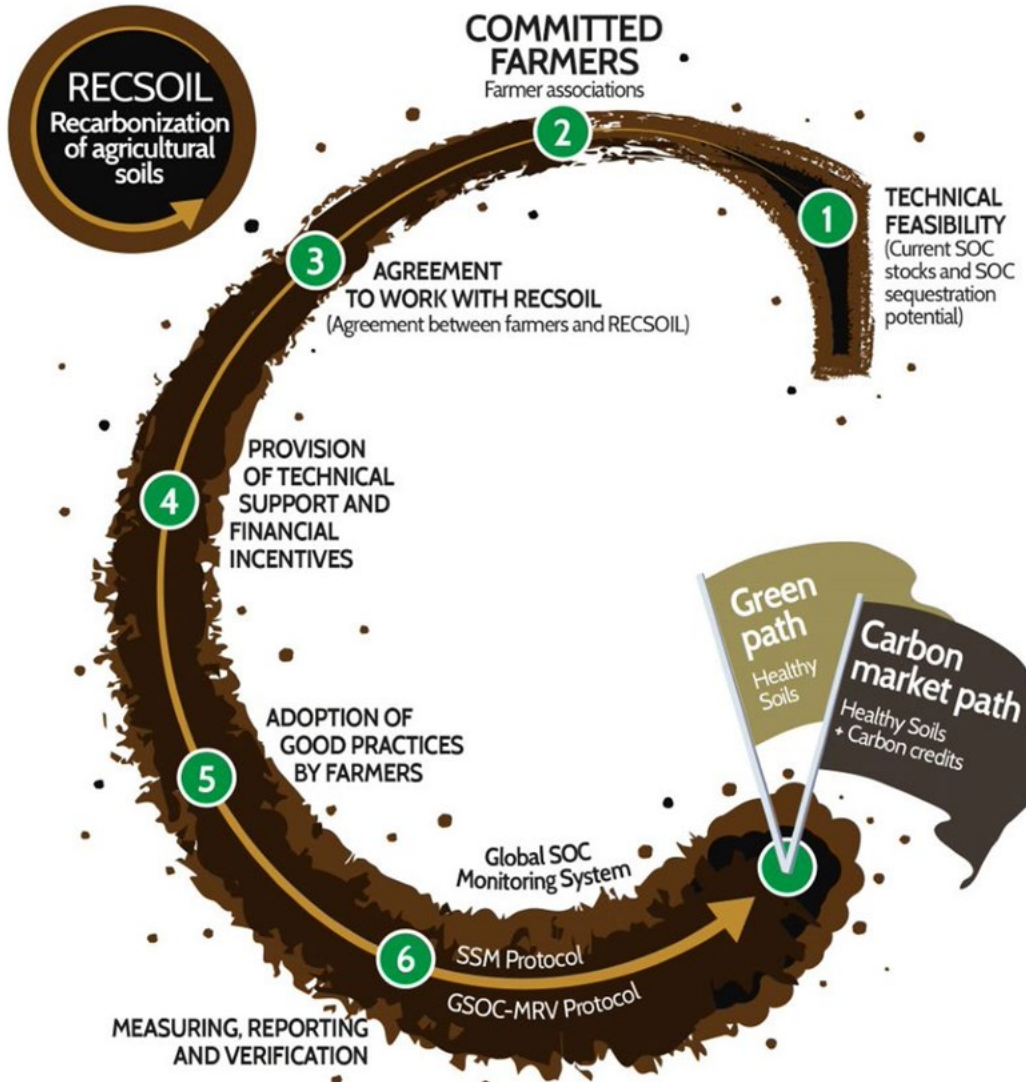 RECSOIL
Recarbonization
of agricultural
soils
COMMITTED
FARMERS
Farmer associations
2
1
TECHNICAL
FEASIBILITY
(Current SOC
stocks and SOC
sequestration
potential)
3
AGREEMENT
TO WORK WITH RECSOIL
(Agreement between farmers and RECSOIL)
4
PROVISION
OF TECHNICAL
SUPPORT AND
FINANCIAL
INCENTIVES
5
ADOPTION OF
GOOD PRACTICES
BY FARMERS
6
MEASURING, REPORTING
AND VERIFICATION
Global SOC
Monitoring System
SSM Protocol
GSOC-MRV Protocol
Green
path
Healthy
Soils
Carbon
market path
Healthy Soils
+ Carbon credits